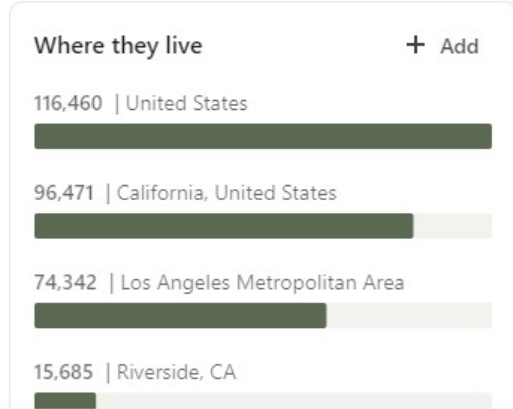 Where they live
+ Add
116,460 | United States
96,471 | California, United States
74,342 | Los Angeles Metropolitan Area
15,685 | Riverside, CA